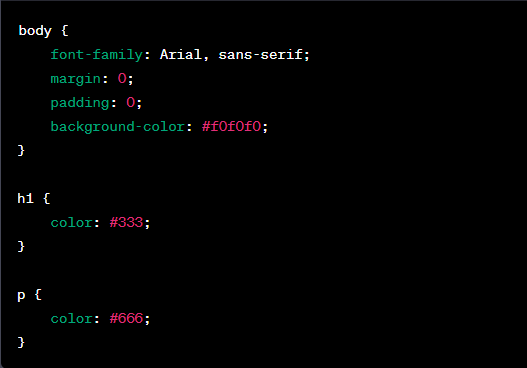 body {
    font-family: Arial, sans-serif;
    margin: 0;
    padding: 0;
    background-color: #f0f0f0;
}
h1 {
    color: #333;
}
p {
    color: #666;
}